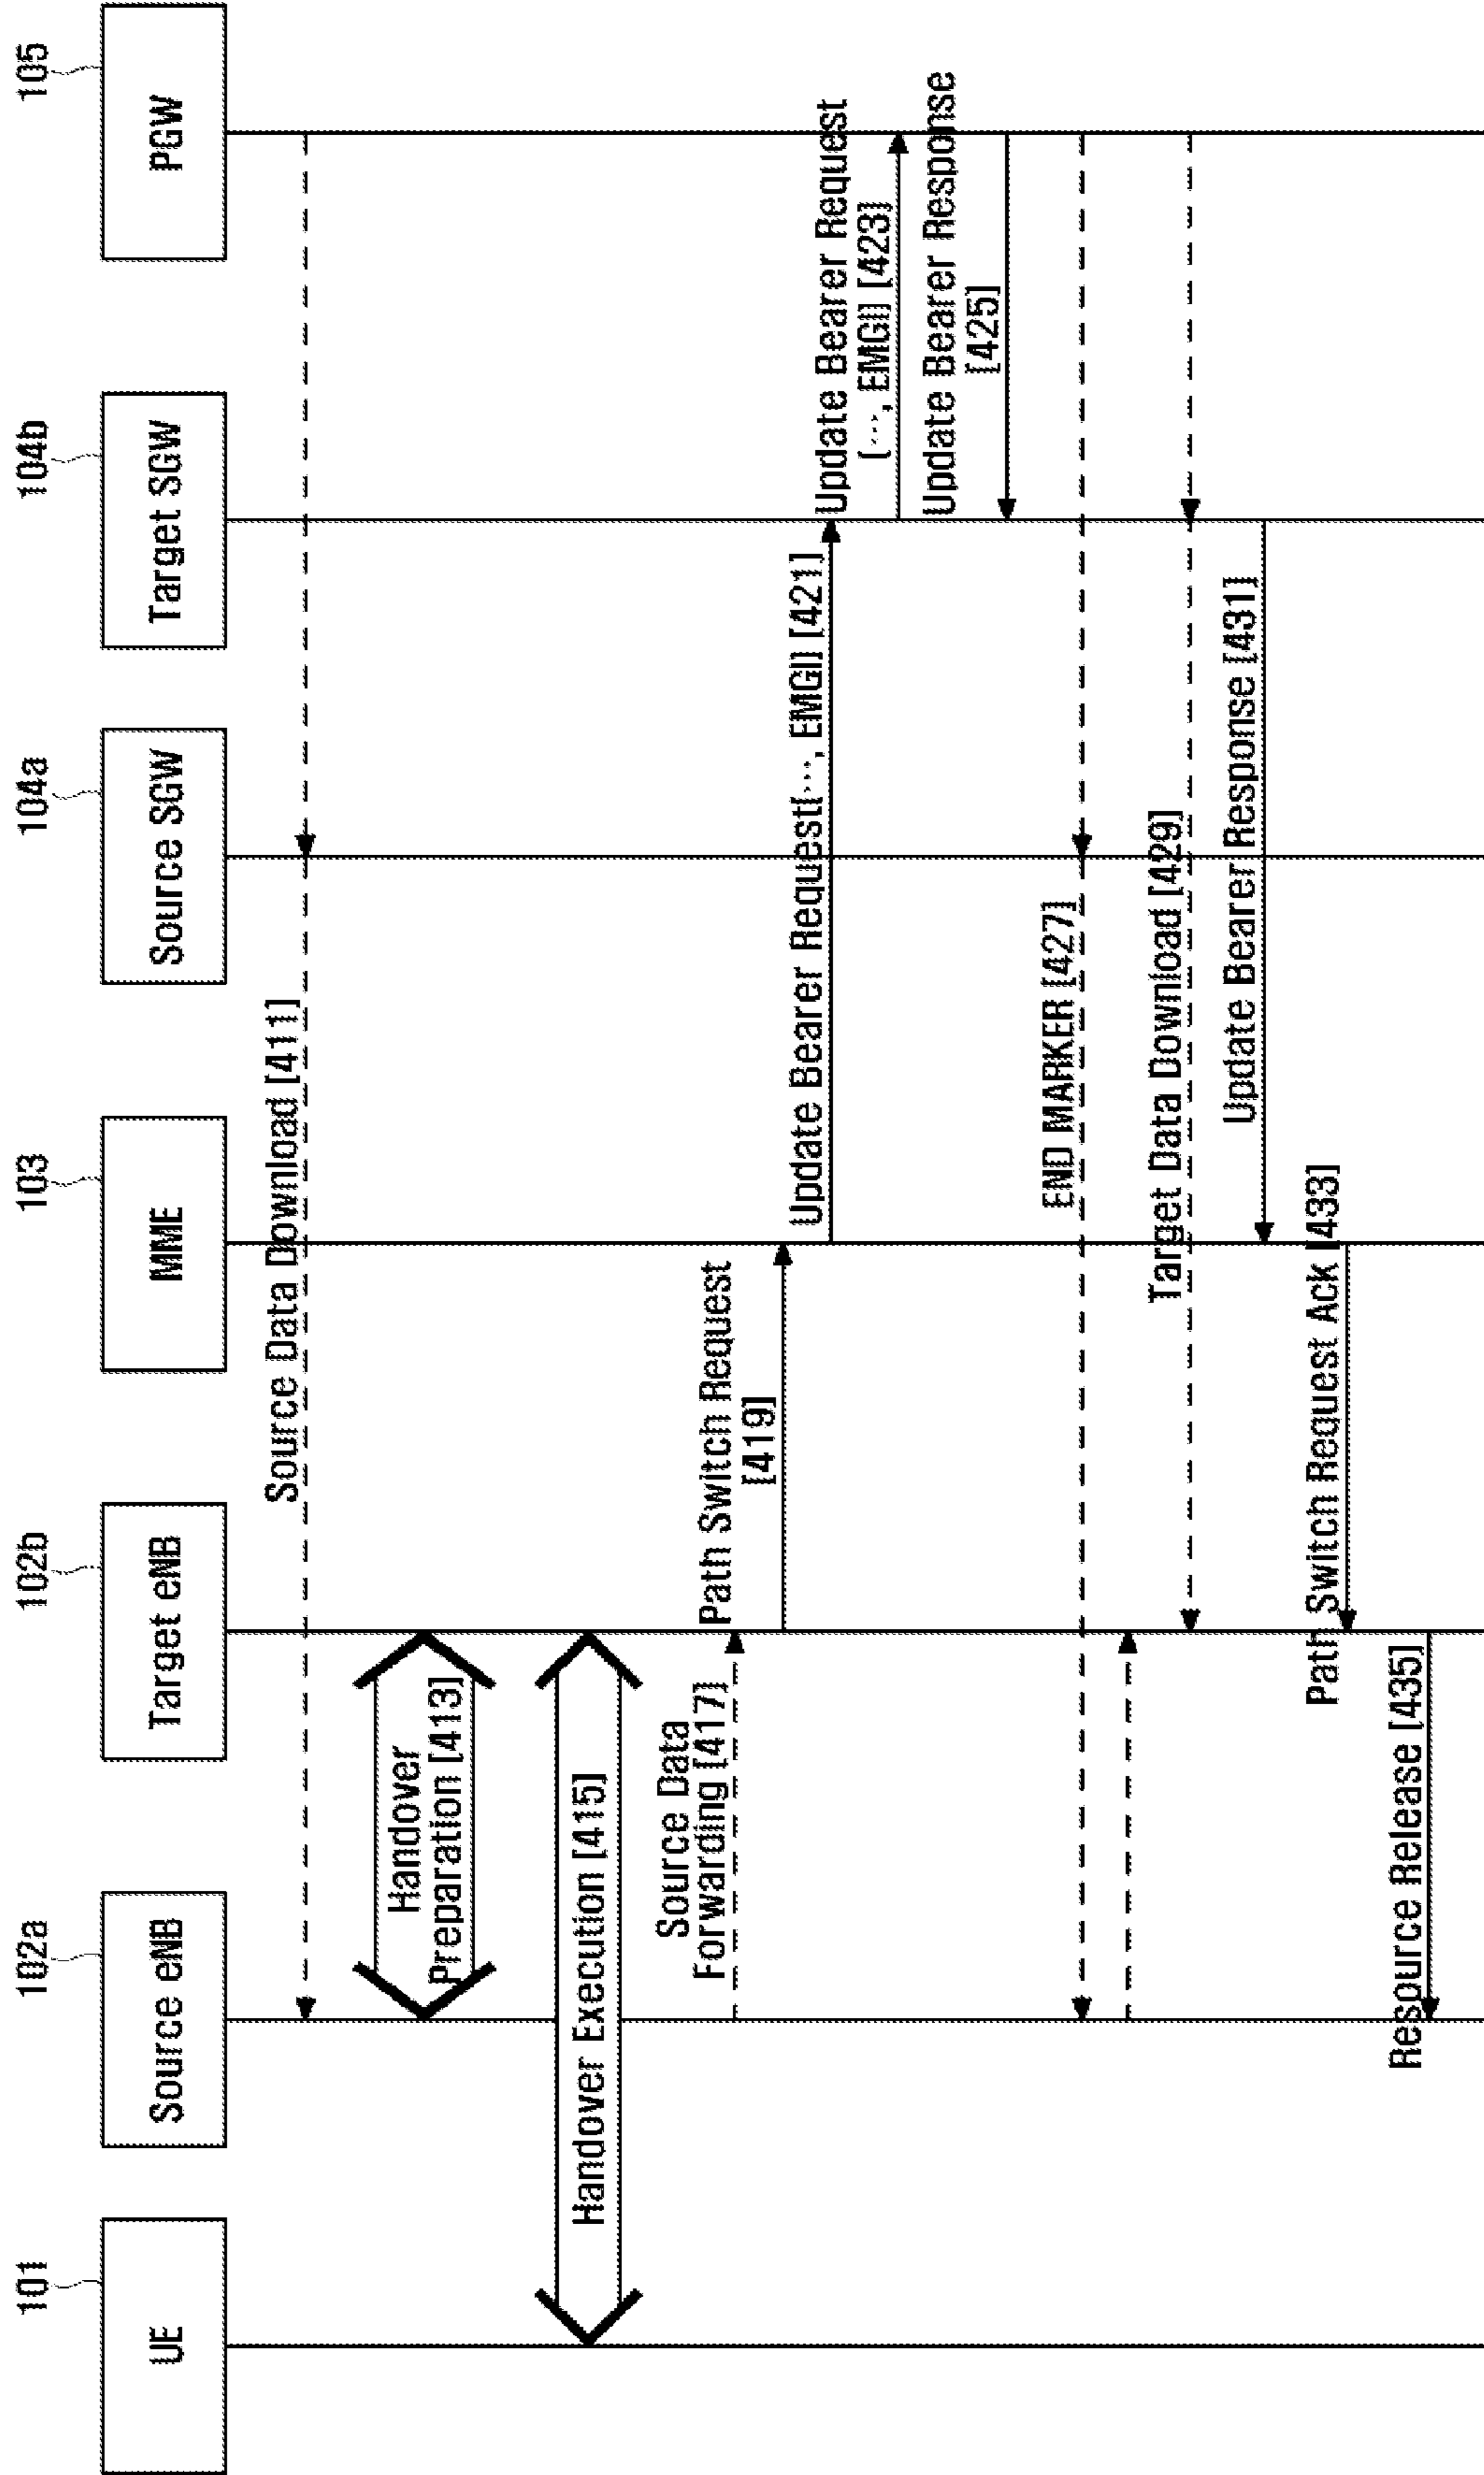 101
102a
102b
103
104a
104b
105
UE
Source eNB
Target eNB
MME
Source SGW
Target SGW
PGW
Source Data Download [411]
Handover
Preparation [413]
Handover Execution [415]
Source Data
Forwarding [417]
Path Switch Request
[419]
Update Bearer Request[…, EMGI] [421]
Update Bearer Request
[…, EMGI] [423]
Update Bearer Response
[425]
END MARKER [427]
Target Data Download [429]
Update Bearer Response [431]
Path Switch Request Ack [433]
Resource Release [435]